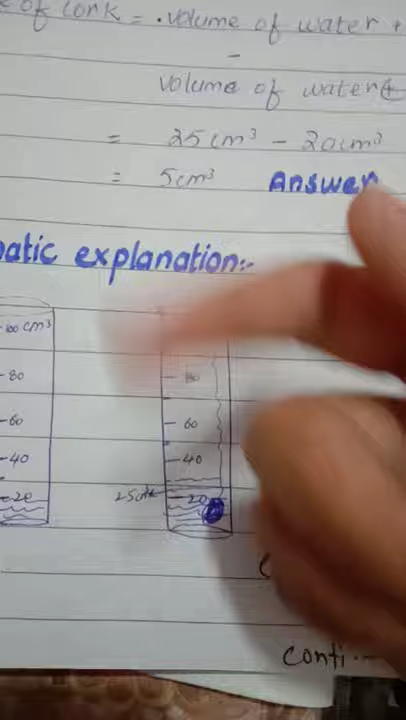 of cork = . volume of water +
-
volume of water
= 25cm³ - 20cm³
= 5cm³ Answer
atic explanation:-
100 cm³
80
80
60
60
40
40
20
20
Conti